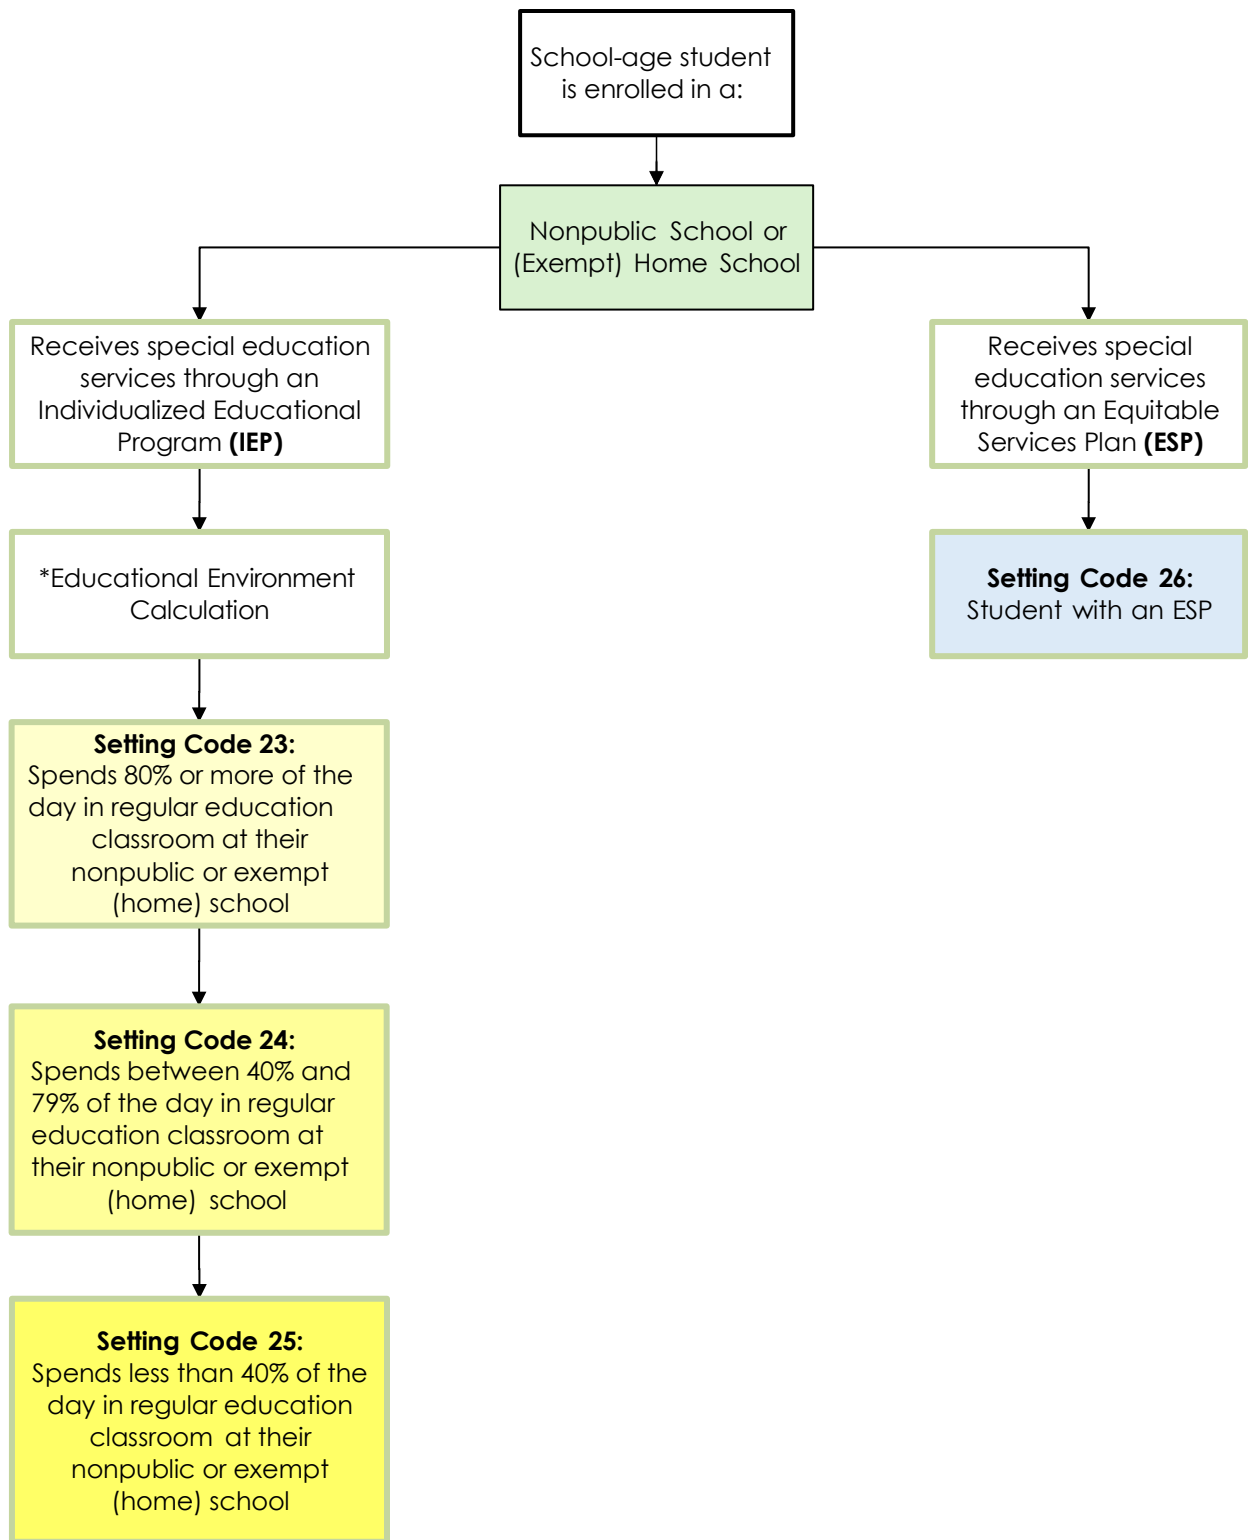 School-age student
is enrolled in a:
Nonpublic School or
(Exempt) Home School
Receives special education
services through an
Individualized Educational
Program (IEP)
Receives special
education services
through an Equitable
Services Plan (ESP)
*Educational Environment
Calculation
Setting Code 26:
Student with an ESP
Setting Code 23:
Spends 80% or more of the
day in regular education
classroom at their
nonpublic or exempt
(home) school
Setting Code 24:
Spends between 40% and
79% of the day in regular
education classroom at
their nonpublic or exempt
(home) school
Setting Code 25:
Spends less than 40% of the
day in regular education
classroom at their
nonpublic or exempt
(home) school